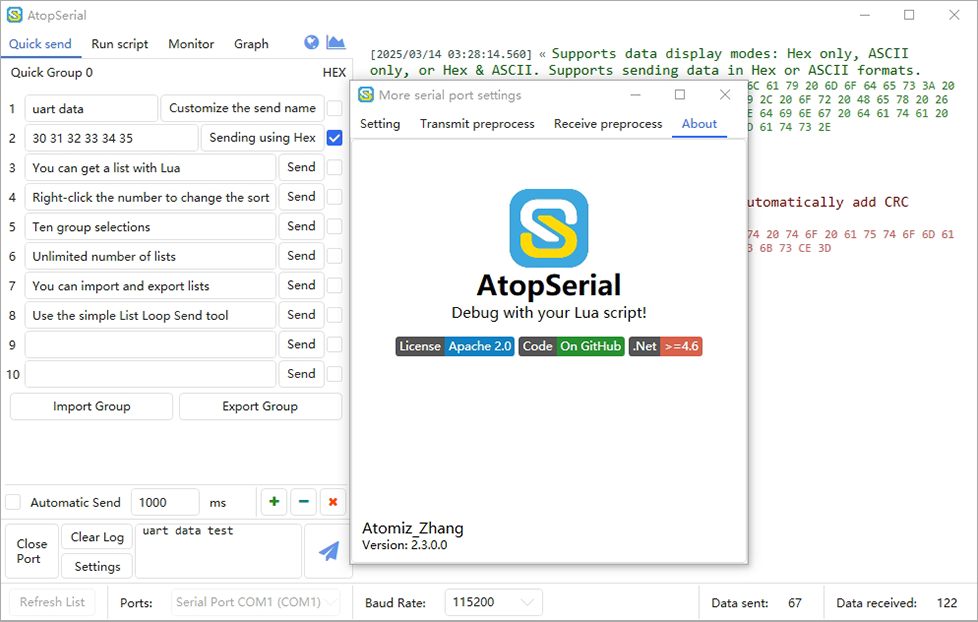 AtopSerial
Quick send Run script Monitor Graph
Quick Group 0 HEX
1 uart data Customize the send name
2 30 31 32 33 34 35 Sending using Hex
3 You can get a list with Lua Send
4 Right-click the number to change the sort Send
5 Ten group selections Send
6 Unlimited number of lists Send
7 You can import and export lists Send
8 Use the simple List Loop Send tool Send
9 Send
10 Send
Import Group Export Group
Automatic Send 1000 ms
Close Port
Clear Log
Settings
uart data test
Refresh List Ports: Serial Port COM1 (COM1) Baud Rate: 115200 Data sent: 67 Data received: 122
[2025/03/14 03:28:14.560] « Supports data display modes: Hex only, ASCII
only, or Hex & ASCII. Supports sending data in Hex or ASCII formats.
6C 61 79 20 6D 6F 64 65 73 3A 20
2C 20 6F 72 20 48 65 78 20 26
64 69 6E 67 20 64 61 74 61 20
61 74 73 2E
utomatically add CRC
74 20 74 6F 20 61 75 74 6F 6D 61
6B 73 CE 3D
More serial port settings
Setting Transmit preprocess Receive preprocess About
S
AtopSerial
Debug with your Lua script!
License Apache 2.0 Code On GitHub .Net >=4.6
Atomiz_Zhang
Version: 2.3.0.0